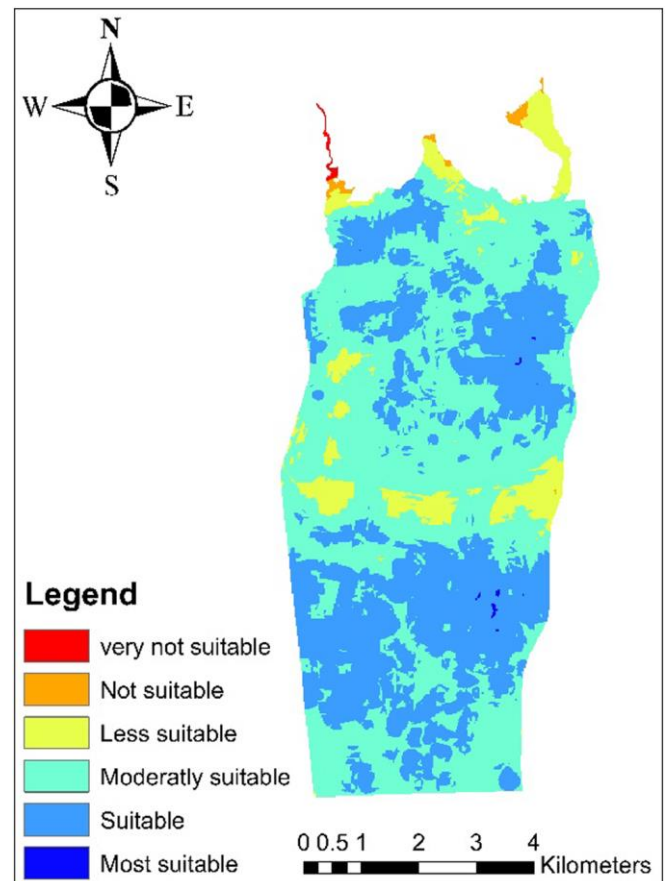 N
W E
S
Legend
very not suitable
Not suitable
Less suitable
Moderatly suitable
Suitable
Most suitable
0 0.5 1 2 3 4
Kilometers